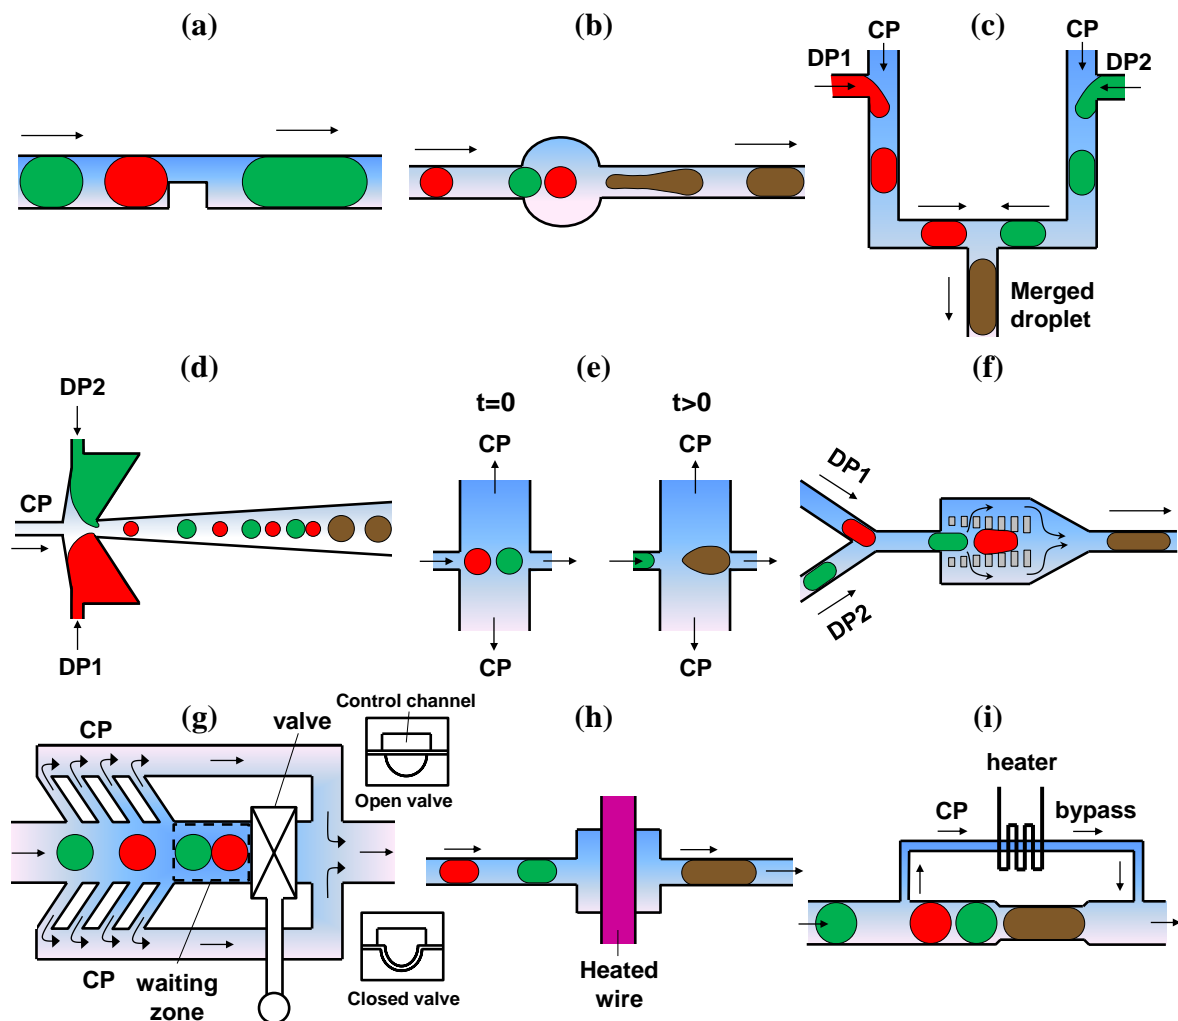 (a)
(b)
(c)
CP
CP
DP1
DP2
Merged
droplet
(d)
(e)
(f)
DP2
CP
DP1
t=0
t>0
CP
CP
CP
CP
DP1
DP2
(g)
(h)
(i)
CP
valve
Control channel
Open valve
CP
waiting
zone
Closed valve
Heated
wire
heater
CP
bypass